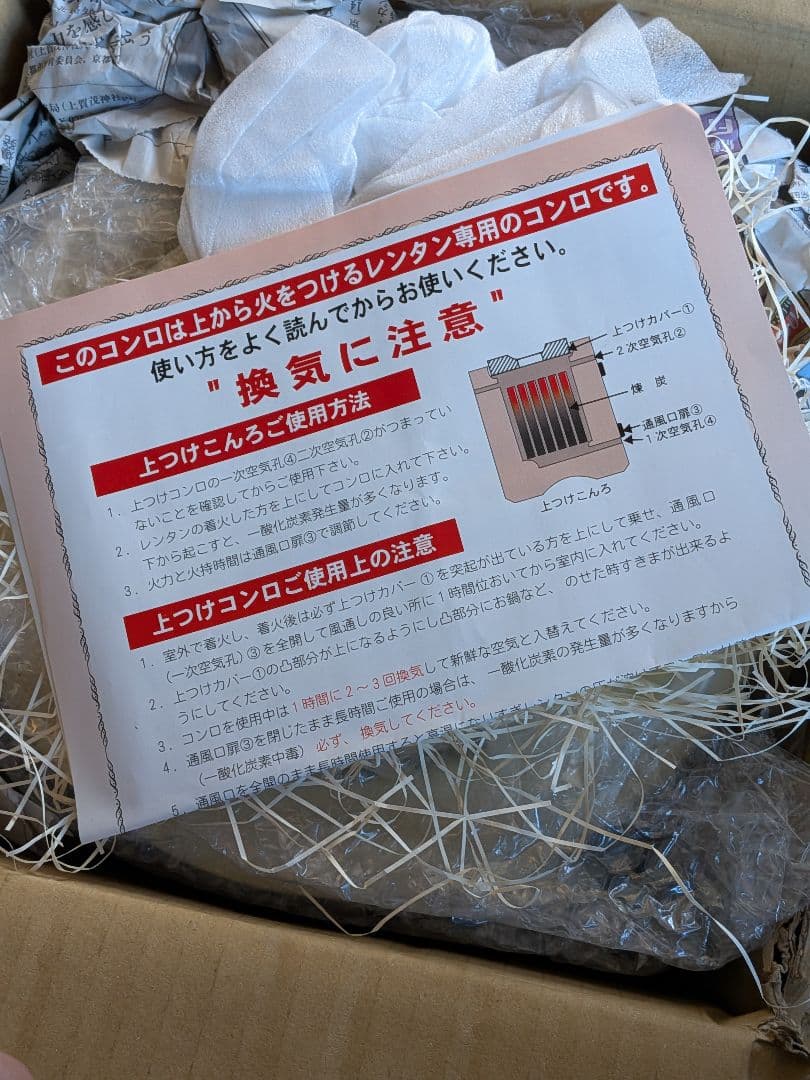 このコンロは上から火をつけるレンタン専用のコンロです。
使い方をよく読んでからお使いください。
"換気に注意"
上つけこんろご使用方法
1. 上つけコンロの一次空気孔④二次空気孔②がつまってい
ないことを確認してからご使用下さい。
2. レンタンの着火した方を上にしてコンロに入れて下さい。
下から起こすと、一酸化炭素発生量が多くなります。
3. 火力と火持時間は通風口扉③で調節してください。
上つけカバー①
2次空気孔②
煉炭
通風口扉③
1次空気孔④
上つけこんろ
上つけコンロご使用上の注意
1. 室外で着火し、着火後は必ず上つけカバー①を突起が出ている方を上にして乗せ、通風口
(一次空気孔)③を全開して風通しの良い所に1時間位おいてから室内に入れてください。
2. 上つけカバー①の凸部分が上になるようにし凸部分にお鍋など、のせた時すきまが出来るよ
うにしてください。
3. コンロを使用中は1時間に2〜3回換気して新鮮な空気と入替えてください。
4. 通風口扉③を閉じたまま長時間ご使用の場合は、一酸化炭素の発生量が多くなりますから
(一酸化炭素中毒) 必ず、換気してください。
5. 通風口を全開のまま長時間使用すると